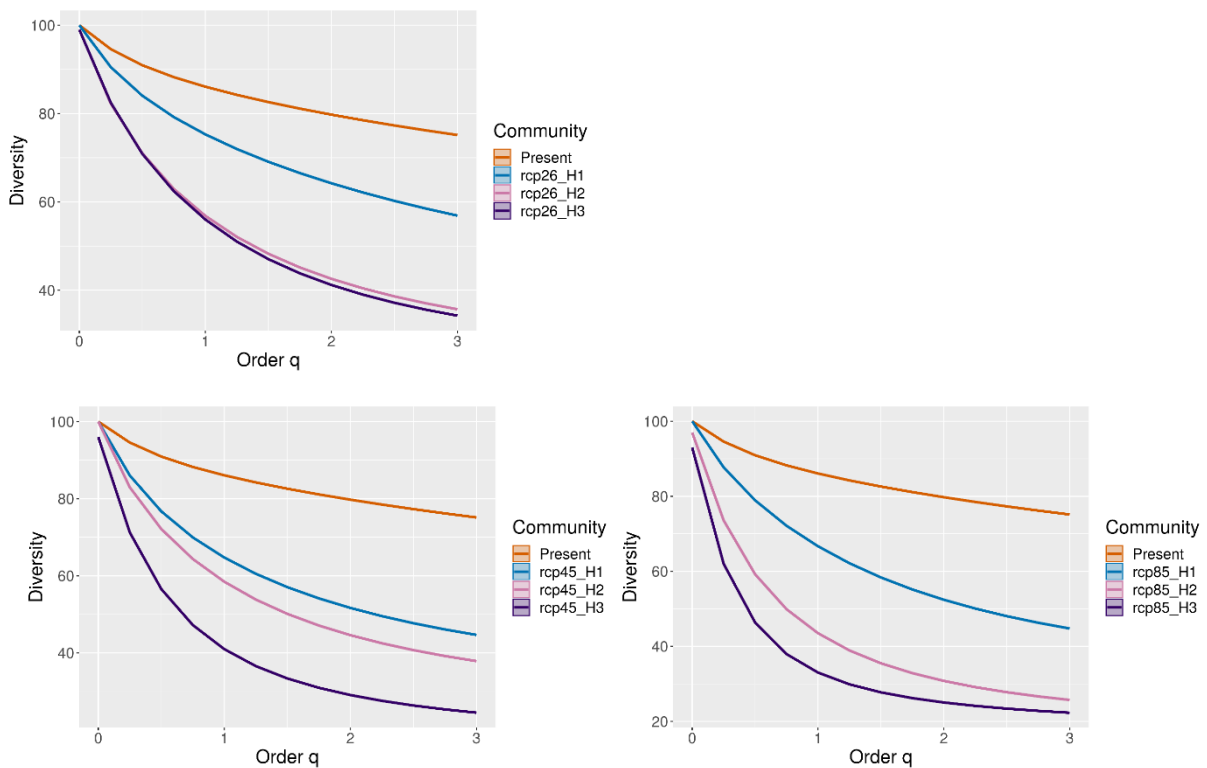 100
80
60
40
Diversity
0
1
2
3
Order q
Community
Present
rcp26_H1
rcp26_H2
rcp26_H3
100
80
60
40
Diversity
0
1
2
3
Order q
Community
Present
rcp45_H1
rcp45_H2
rcp45_H3
100
80
60
40
20
Diversity
0
1
2
3
Order q
Community
Present
rcp85_H1
rcp85_H2
rcp85_H3